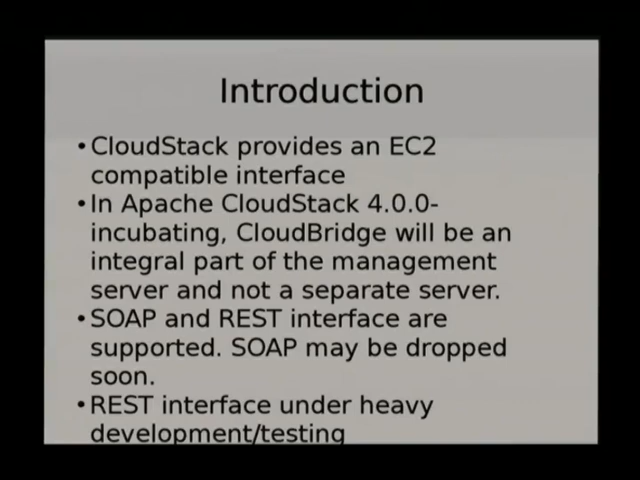 Introduction
•CloudStack provides an EC2
compatible interface
•In Apache CloudStack 4.0.0-
incubating, CloudBridge will be an
integral part of the management
server and not a separate server.
•SOAP and REST interface are
supported. SOAP may be dropped
soon.
•REST interface under heavy
development/testing